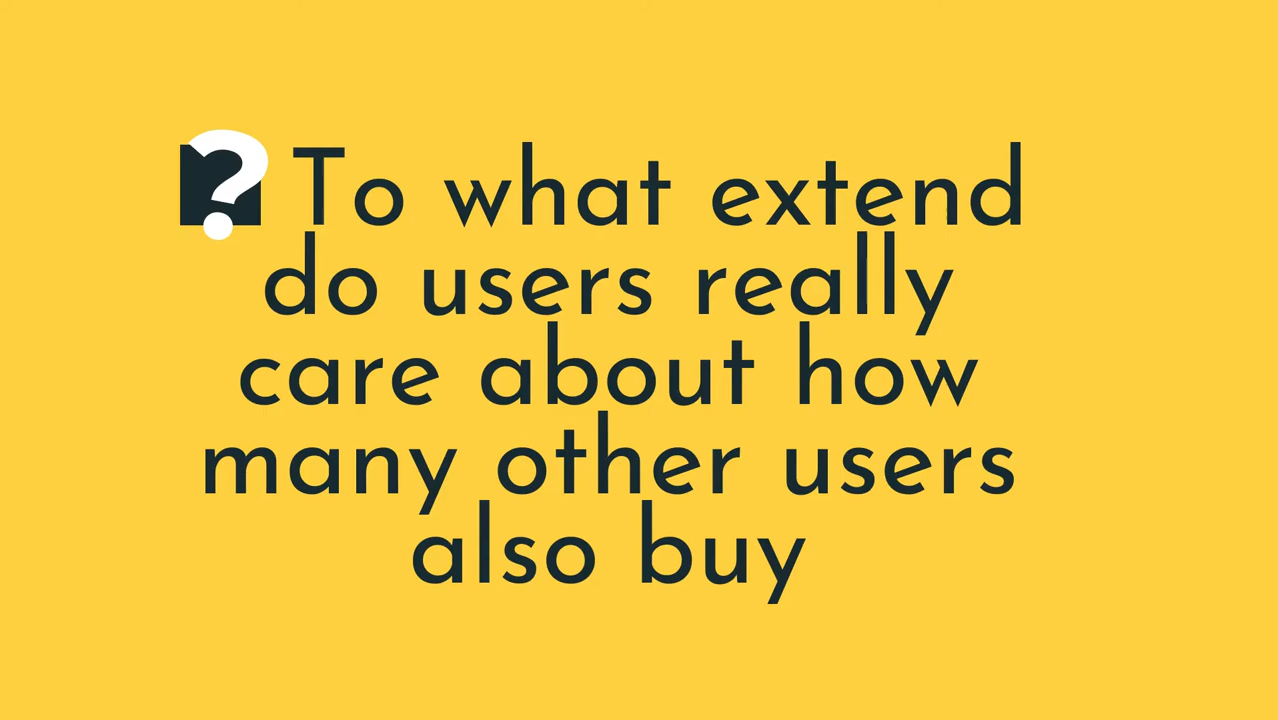 ? To what extend
do users really
care about how
many other users
also buy